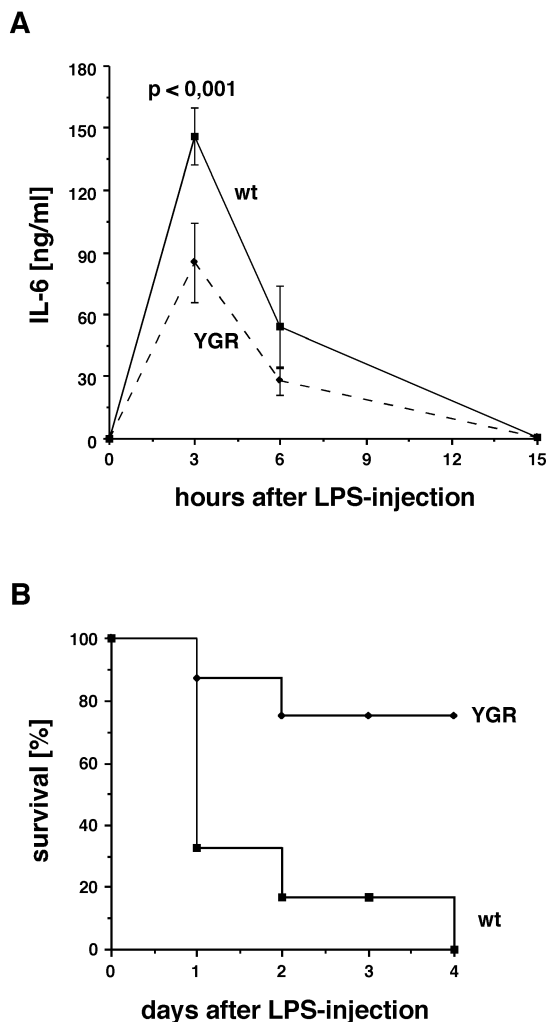 A
180
p < 0,001
150
wt
120
IL-6 [ng/ml]
90
60
YGR
30
0
0 3 6 9 12 15
hours after LPS-injection
B
100
80
YGR
survival [%]
60
40
20
wt
0
0 1 2 3 4
days after LPS-injection